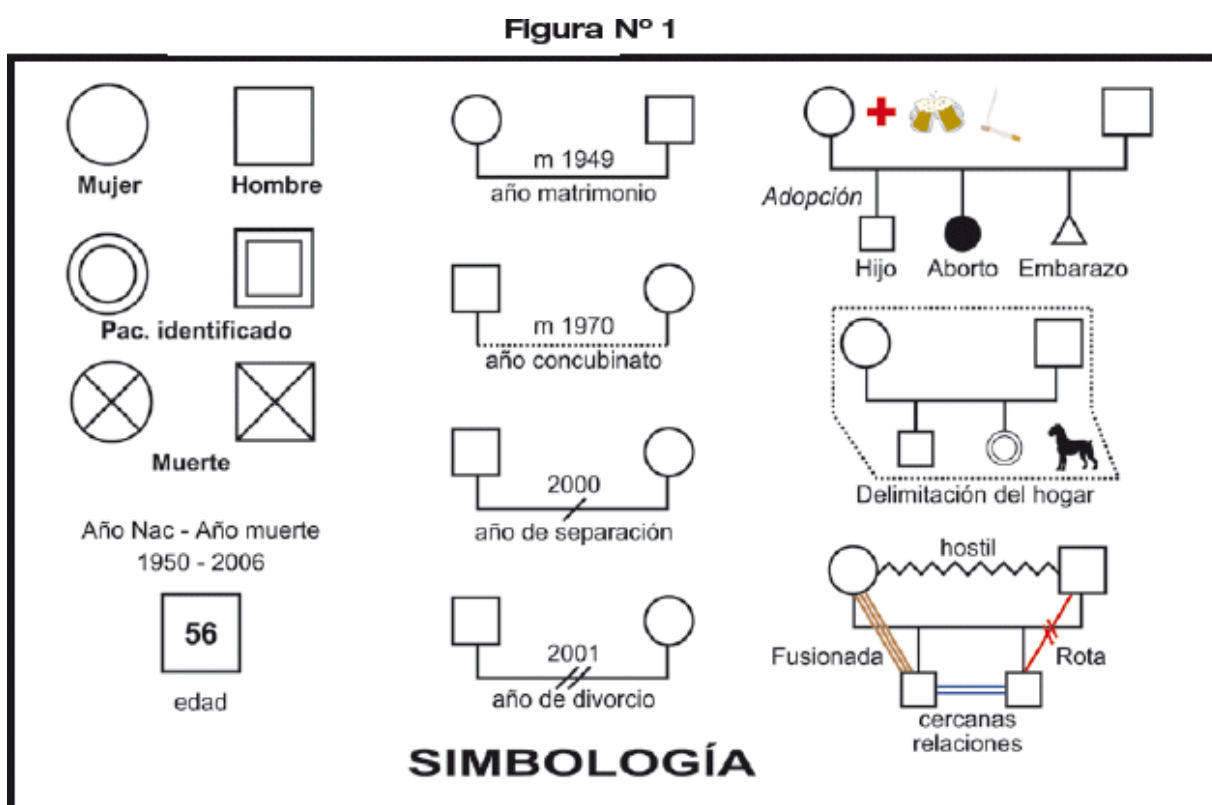 Figura Nº 1
Mujer
Hombre
Pac. identificado
Muerte
Año Nac - Año muerte
1950 - 2006
56
edad
m 1949
año matrimonio
m 1970
año concubinato
2000
año de separación
2001
año de divorcio
Adopción
Hijo Aborto Embarazo
Delimitación del hogar
hostil
Fusionada
Rota
cercanas
relaciones
SIMBOLOGÍA